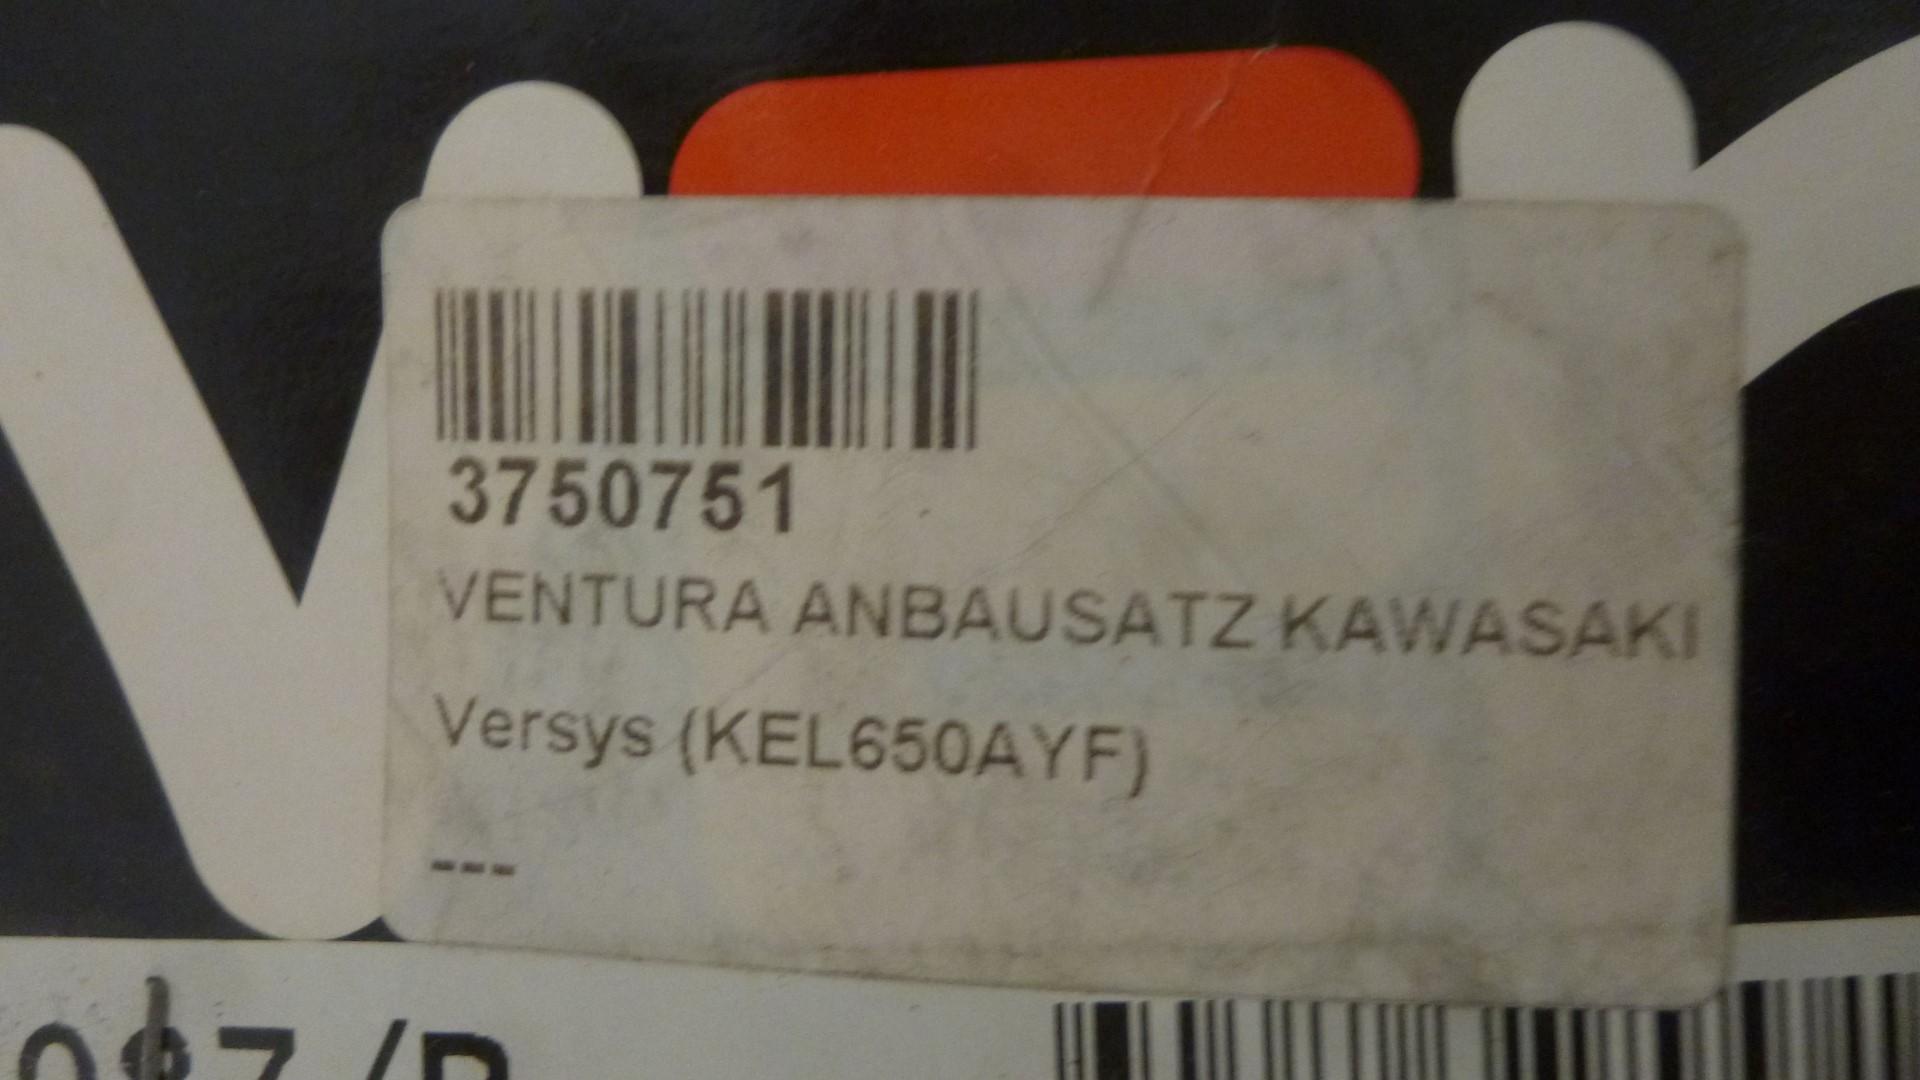 3750751
VENTURA ANBAUSATZ KAWASAKI
Versys (KEL650AYF)
---